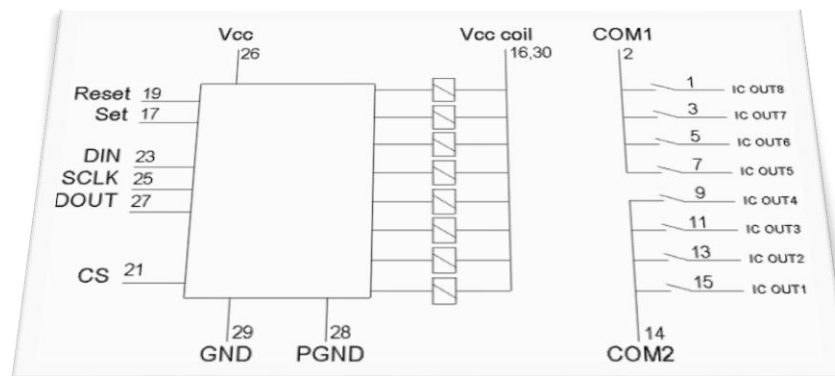 Vcc
26
Vcc coil
16,30
COM1
2
Reset 19
Set 17
DIN 23
SCLK 25
DOUT 27
CS 21
29
GND
28
PGND
1 IC OUT8
3 IC OUT7
5 IC OUT6
7 IC OUT5
9 IC OUT4
11 IC OUT3
13 IC OUT2
15 IC OUT1
14
COM2